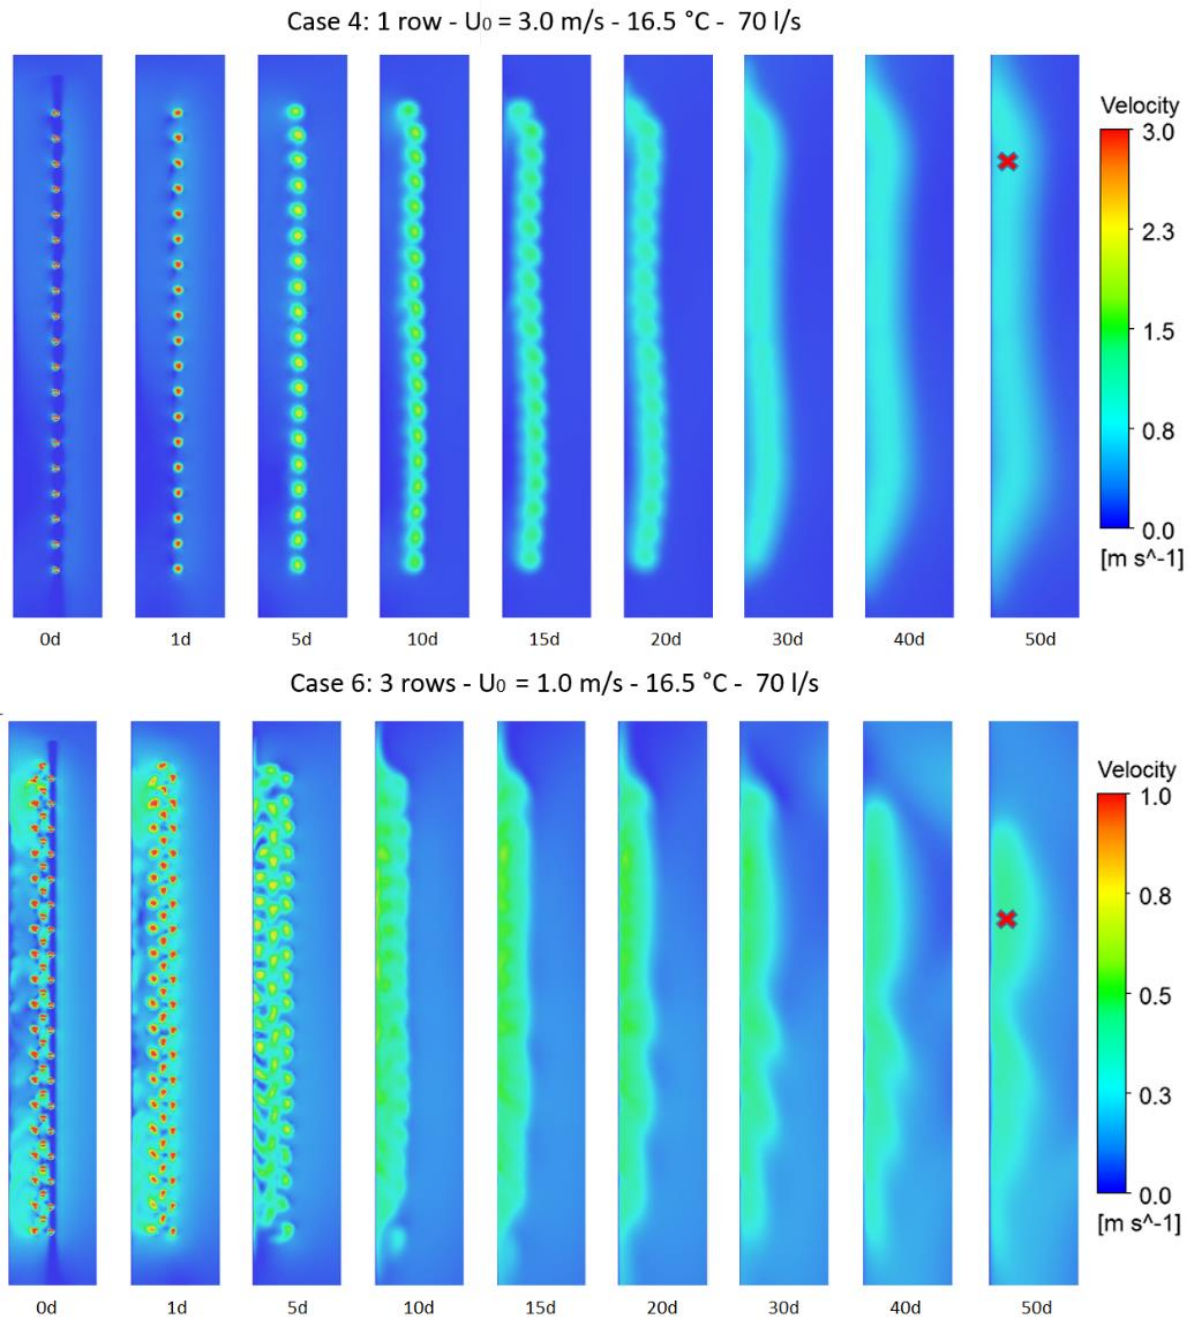 Case 4: 1 row - U₀ = 3.0 m/s - 16.5 °C - 70 l/s
Velocity
3.0
2.3
1.5
0.8
0.0
[m s^-1]
0d 1d 5d 10d 15d 20d 30d 40d 50d
Case 6: 3 rows - U₀ = 1.0 m/s - 16.5 °C - 70 l/s
Velocity
1.0
0.8
0.5
0.3
0.0
[m s^-1]
0d 1d 5d 10d 15d 20d 30d 40d 50d